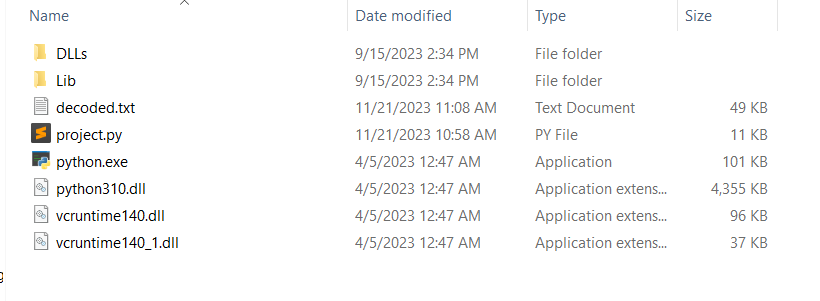 Name Date modified Type Size
DLLs 9/15/2023 2:34 PM File folder
Lib 9/15/2023 2:34 PM File folder
decoded.txt 11/21/2023 11:08 AM Text Document 49 KB
project.py 11/21/2023 10:58 AM PY File 11 KB
python.exe 4/5/2023 12:47 AM Application 101 KB
python310.dll 4/5/2023 12:47 AM Application extens... 4,355 KB
vcruntime140.dll 4/5/2023 12:47 AM Application extens... 96 KB
vcruntime140_1.dll 4/5/2023 12:47 AM Application extens... 37 KB
g